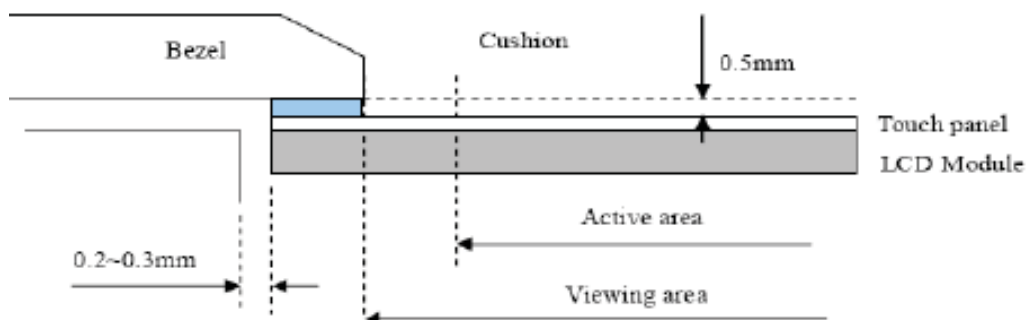 Cushion
Bezel
0.5mm
Touch panel
LCD Module
Active area
0.2~0.3mm
Viewing area